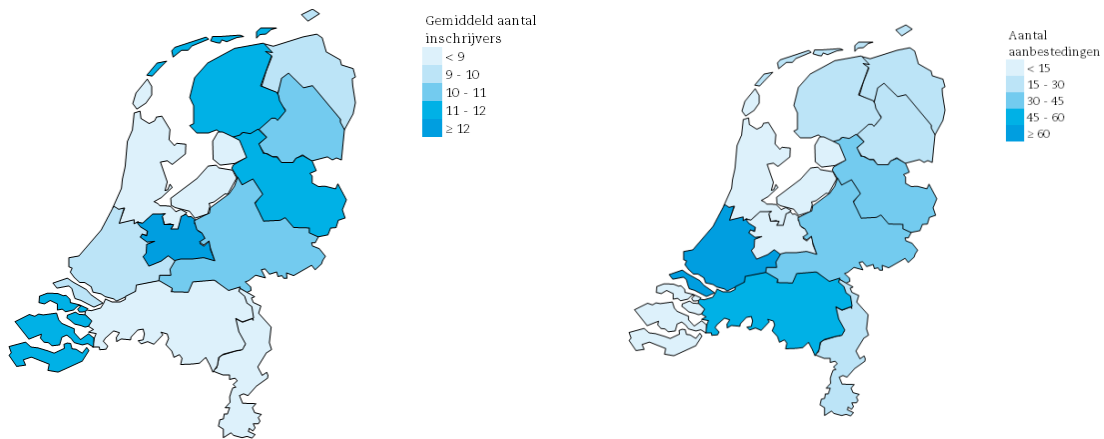 Gemiddeld aantal
inschrijvers
< 9
9 - 10
10 - 11
11 - 12
≥ 12
Aantal
aanbestedingen
< 15
15 - 30
30 - 45
45 - 60
≥ 60